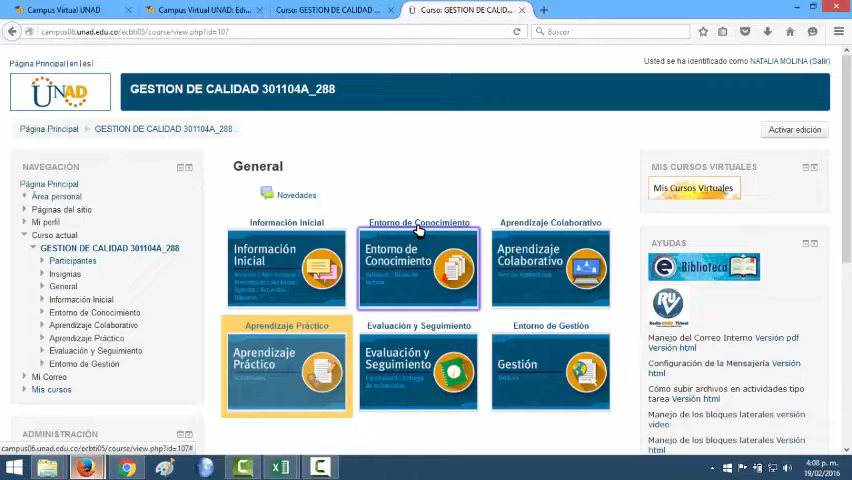 Campus Virtual UNAD
Campus Virtual UNAD: Edi...
Curso: GESTION DE CALIDAD ...
Curso: GESTION DE CALID...
campus06.unad.edu.co/ecbti05/course/view.php?id=107
Buscar
Página Principal | en | es |
Usted se ha identificado como NATALIA MOLINA (Salir)
UNAD
GESTION DE CALIDAD 301104A_288
Página Principal
GESTION DE CALIDAD 301104A_288...
Activar edición
NAVEGACIÓN
Página Principal
Área personal
Páginas del sitio
Mi perfil
Curso actual
GESTION DE CALIDAD 301104A_288
Participantes
Insignias
General
Información Inicial
Entorno de Conocimiento
Aprendizaje Colaborativo
Aprendizaje Práctico
Evaluación y Seguimiento
Entorno de Gestión
Mi Correo
Mis cursos
ADMINISTRACIÓN
General
Novedades
Información Inicial
Entorno de Conocimiento
Aprendizaje Colaborativo
Información
Inicial
Entorno de
Conocimiento
Aprendizaje
Colaborativo
Aprendizaje Práctico
Evaluación y Seguimiento
Entorno de Gestión
Aprendizaje
Práctico
Evaluación y
Seguimiento
Gestión
MIS CURSOS VIRTUALES
Mis Cursos Virtuales
AYUDAS
e-Biblioteca
Manejo del Correo Interno Versión pdf
Versión html
Configuración de la Mensajería Versión
html
Cómo subir archivos en actividades tipo
tarea Versión html
Manejo de los bloques laterales versión
video
Manejo de los bloques laterales Versión
html
campus06.unad.edu.co/ecbti05/course/view.php?id=107#
4:08 p. m.
19/02/2016